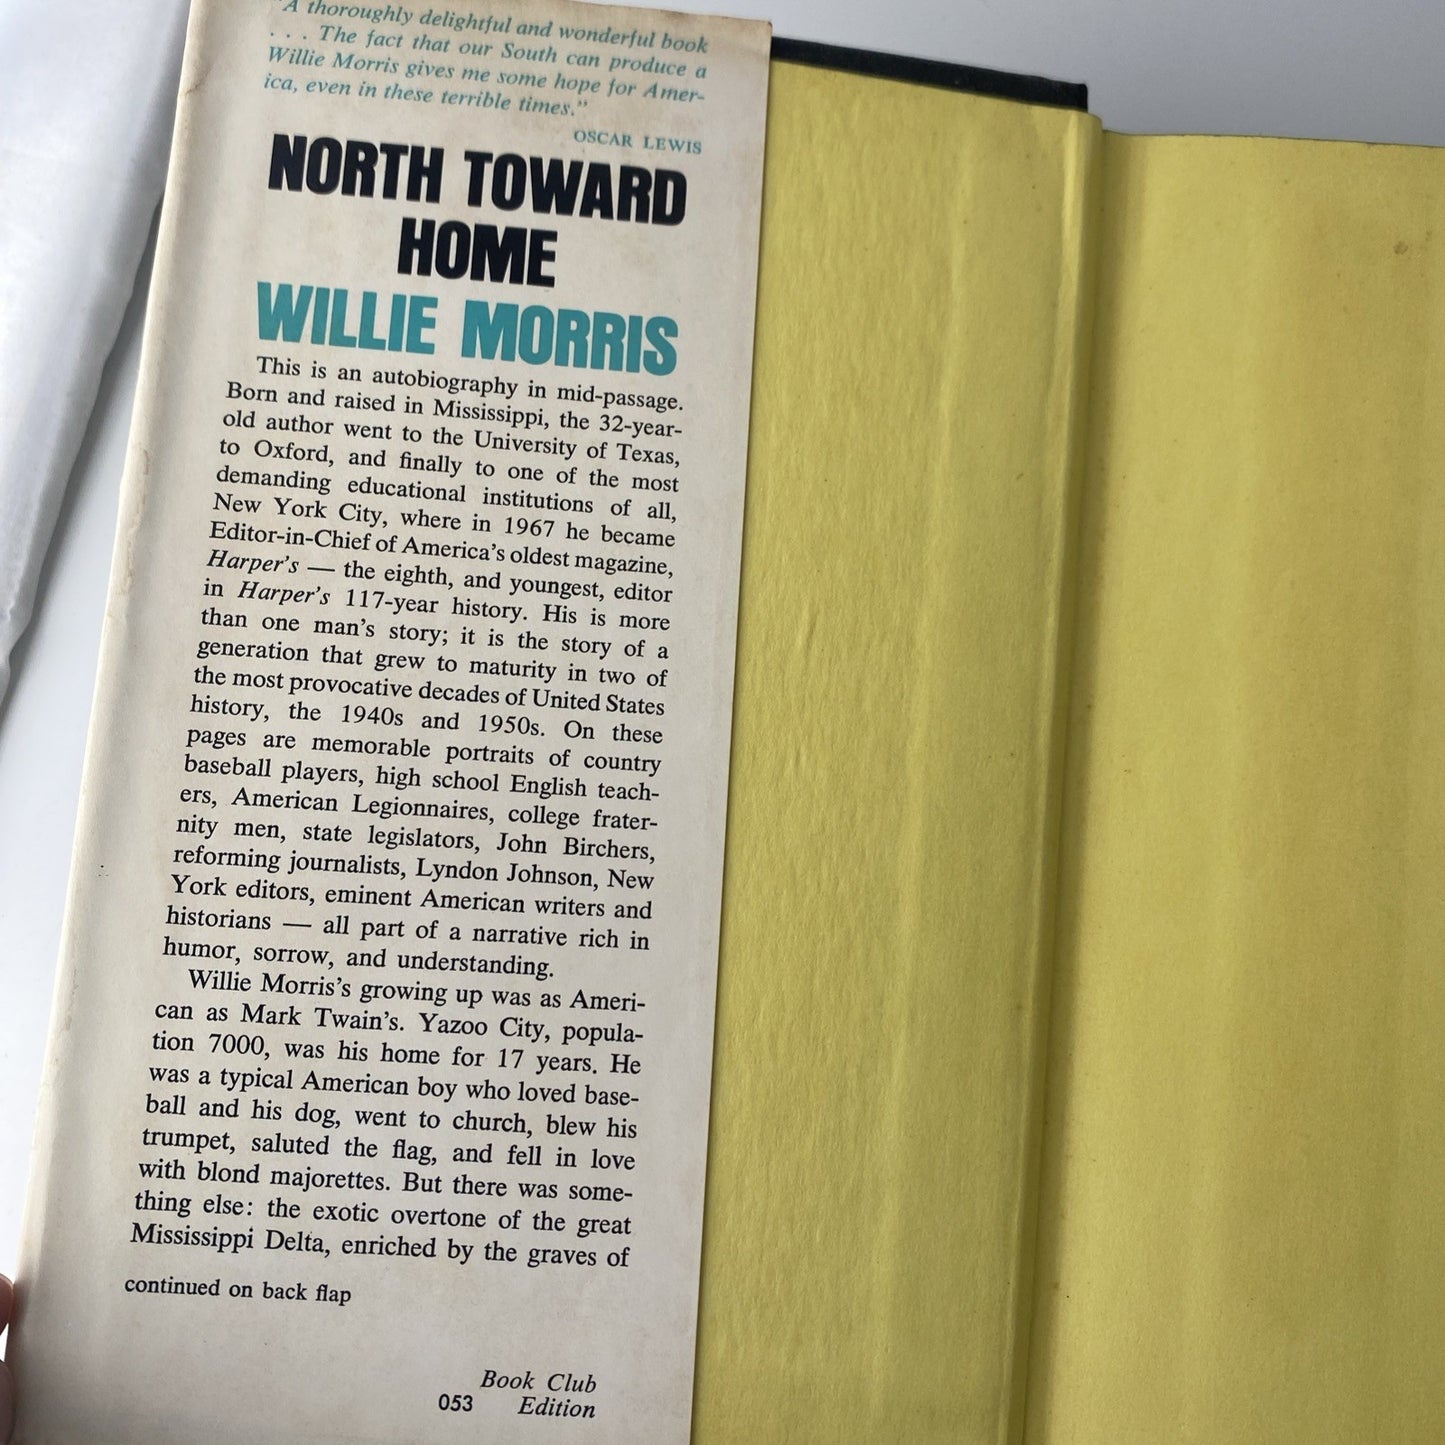 "A thoroughly delightful and wonderful book
. . . The fact that our South can produce a
Willie Morris gives me some hope for Amer-
ica, even in these terrible times."
OSCAR LEWIS
NORTH TOWARD
HOME
WILLIE MORRIS
This is an autobiography in mid-passage.
Born and raised in Mississippi, the 32-year-
old author went to the University of Texas,
to Oxford, and finally to one of the most
demanding educational institutions of all,
New York City, where in 1967 he became
Editor-in-Chief of America's oldest magazine,
Harper's — the eighth, and youngest, editor
in Harper's 117-year history. His is more
than one man's story; it is the story of a
generation that grew to maturity in two of
the most provocative decades of United States
history, the 1940s and 1950s. On these
pages are memorable portraits of country
baseball players, high school English teach-
ers, American Legionnaires, college frater-
nity men, state legislators, John Birchers,
reforming journalists, Lyndon Johnson, New
York editors, eminent American writers and
historians — all part of a narrative rich in
humor, sorrow, and understanding.
Willie Morris's growing up was as Ameri-
can as Mark Twain's. Yazoo City, popula-
tion 7000, was his home for 17 years. He
was a typical American boy who loved base-
ball and his dog, went to church, blew his
trumpet, saluted the flag, and fell in love
with blond majorettes. But there was some-
thing else: the exotic overtone of the great
Mississippi Delta, enriched by the graves of
continued on back flap
Book Club
053 Edition